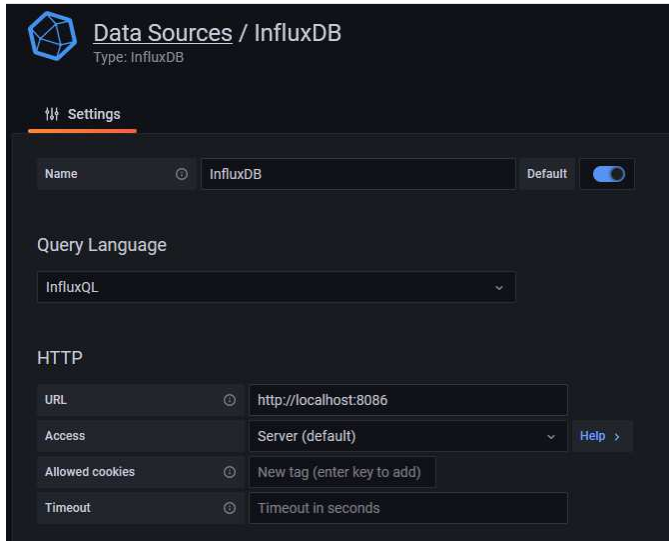 Data Sources / InfluxDB
Type: InfluxDB
Settings
Name InfluxDB Default
Query Language
InfluxQL
HTTP
URL http://localhost:8086
Access Server (default) Help >
Allowed cookies New tag (enter key to add)
Timeout Timeout in seconds